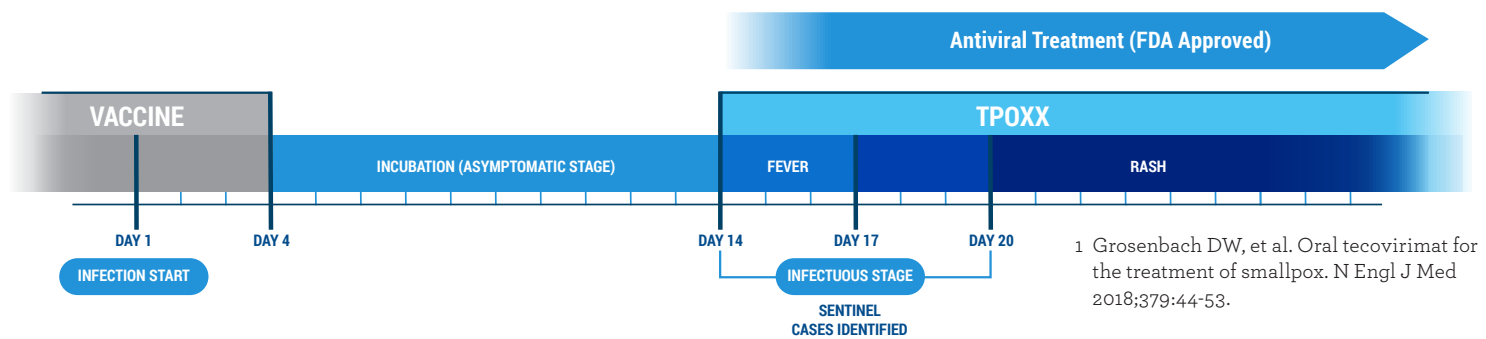 Antiviral Treatment (FDA Approved)
VACCINE
TPOXX
INCUBATION (ASYMPTOMATIC STAGE)
FEVER
RASH
DAY 1
DAY 4
DAY 14
DAY 17
DAY 20
INFECTION START
INFECTUOUS STAGE
SENTINEL
CASES IDENTIFIED
1 Grosenbach DW, et al. Oral tecovirimat for
the treatment of smallpox. N Engl J Med
2018;379:44-53.